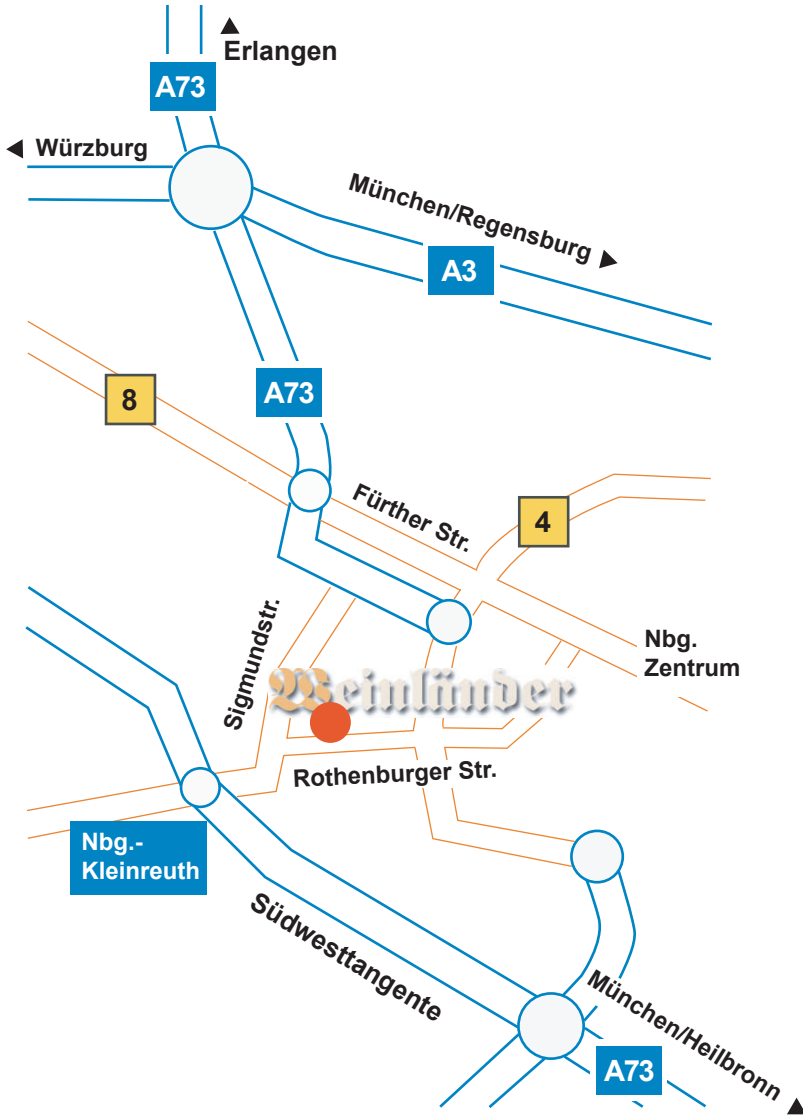 Erlangen
A73
Würzburg
München/Regensburg
A3
A73
8
Fürther Str.
4
Sigmundstr.
Nbg.
Zentrum
Weinländer
Rothenburger Str.
Nbg.-
Kleinreuth
Südwesttangente
München/Heilbronn
A73